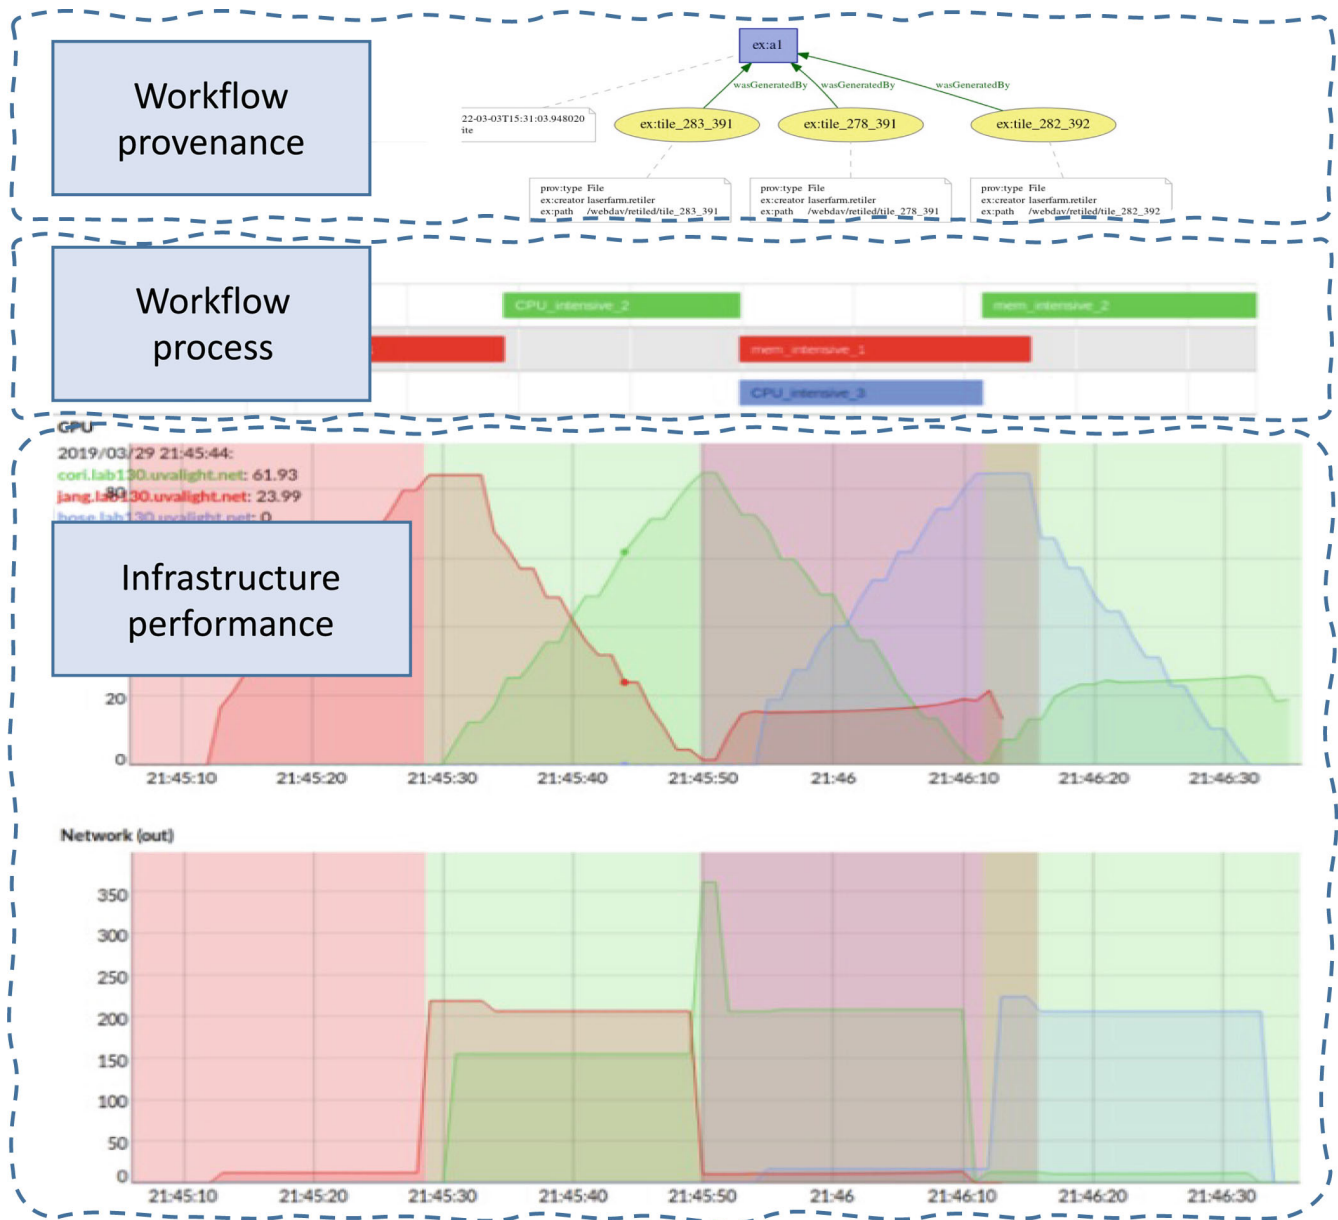 Workflow
provenance
ex:a1
wasGeneratedBy wasGeneratedBy wasGeneratedBy
22-03-03T15:31:03.948020
ite
ex:tile_283_391 ex:tile_278_391 ex:tile_282_392
prov:type File
ex:creator laserfarm.retiler
ex:path /webdav/retiled/tile_283_391
prov:type File
ex:creator laserfarm.retiler
ex:path /webdav/retiled/tile_278_391
prov:type File
ex:creator laserfarm.retiler
ex:path /webdav/retiled/tile_282_392
Workflow
process
CPU_intensive_2 mem_intensive_2
mem_intensive_1
CPU_intensive_3
2019/03/29 21:45:44:
cori.lab130.uvalight.net: 61.93
80
jang.lab130.uvalight.net: 23.99
bose.lab130.uvalight.net: 0
Infrastructure
performance
20
0
21:45:10 21:45:20 21:45:30 21:45:40 21:45:50 21:46 21:46:10 21:46:20 21:46:30
Network (out)
350
300
250
200
150
100
50
0
21:45:10 21:45:20 21:45:30 21:45:40 21:45:50 21:46 21:46:10 21:46:20 21:46:30